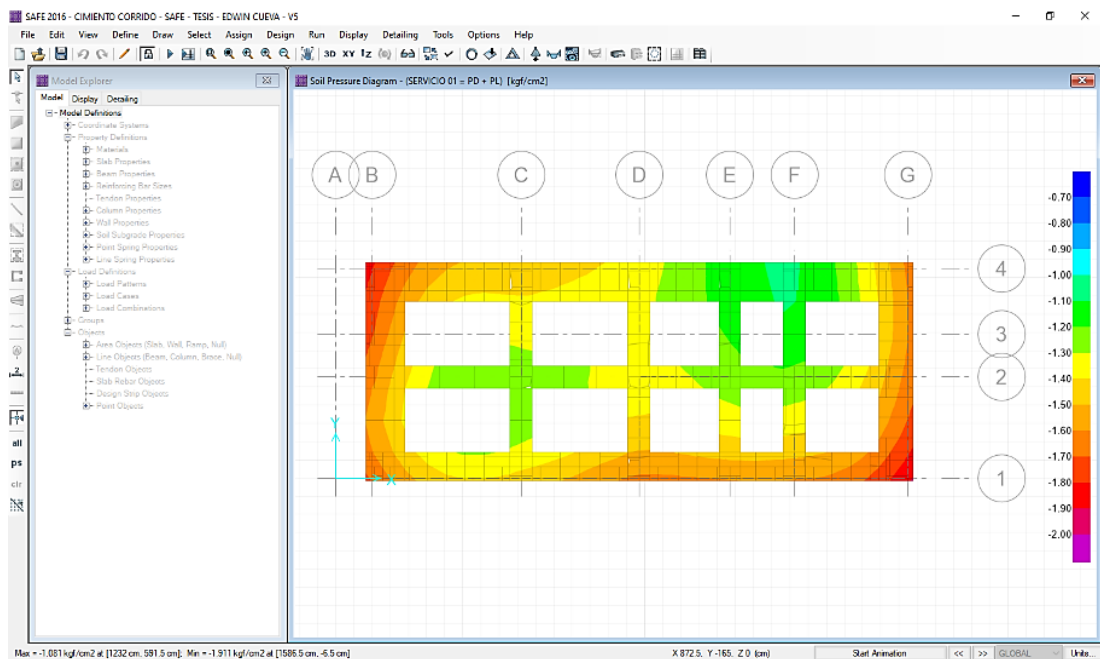 SAFE 2016 - CIMIENTO CORRIDO - SAFE - TESIS - EDWIN CUEVA - V5
File Edit View Define Draw Select Assign Design Run Display Detailing Tools Options Help
3D XY
Model Explorer
Model Display Detailing
Model Definitions
Coordinate Systems
Property Definitions
Materials
Slab Properties
Beam Properties
Reinforcing Bar Sizes
Tendon Properties
Column Properties
Wall Properties
Soil Subgrade Properties
Point Spring Properties
Line Spring Properties
Load Definitions
Load Patterns
Load Cases
Load Combinations
Groups
Objects
Area Objects (Slab, Wall, Ramp, Null)
Line Objects (Beam, Column, Brace, Null)
Tendon Objects
Slab Rebar Objects
Design Strip Objects
Point Objects
all
ps
clr
Soil Pressure Diagram - (SERVICIO 01 = PD + PL) [kgf/cm2]
A B C D E F G
4
3
2
1
Y
X
-0.70
-0.80
-0.90
-1.00
-1.10
-1.20
-1.30
-1.40
-1.50
-1.60
-1.70
-1.80
-1.90
-2.00
Max = -1.081 kgf/cm2 at [1232 cm, 591.5 cm]; Min = -1.911 kgf/cm2 at [1586.5 cm, -6.5 cm]
X 872.5, Y -165, Z 0 (cm)
Start Animation
<< >>
GLOBAL
Units...